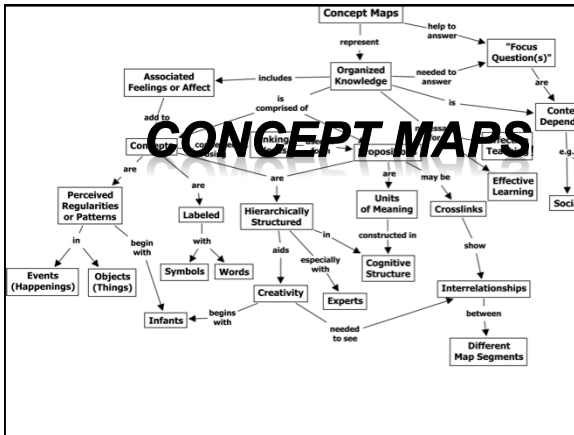 Concept Maps
help to
answer
represent
"Focus
Question(s)"
Associated
Feelings or Affect
includes
Organized
Knowledge
needed to
answer
are
is
comprised of
is
add to
CONCEPT MAPS
are
are
are
are
may be
e.g.
Perceived
Regularities
or Patterns
Labeled
Hierarchically
Structured
Units
of Meaning
Crosslinks
Effective
Learning
in
begin
with
with
aids
especially
with
in
constructed in
show
Events
(Happenings)
Objects
(Things)
Symbols
Words
Creativity
Experts
Cognitive
Structure
Interrelationships
Infants
begins
with
needed
to see
between
Different
Map Segments